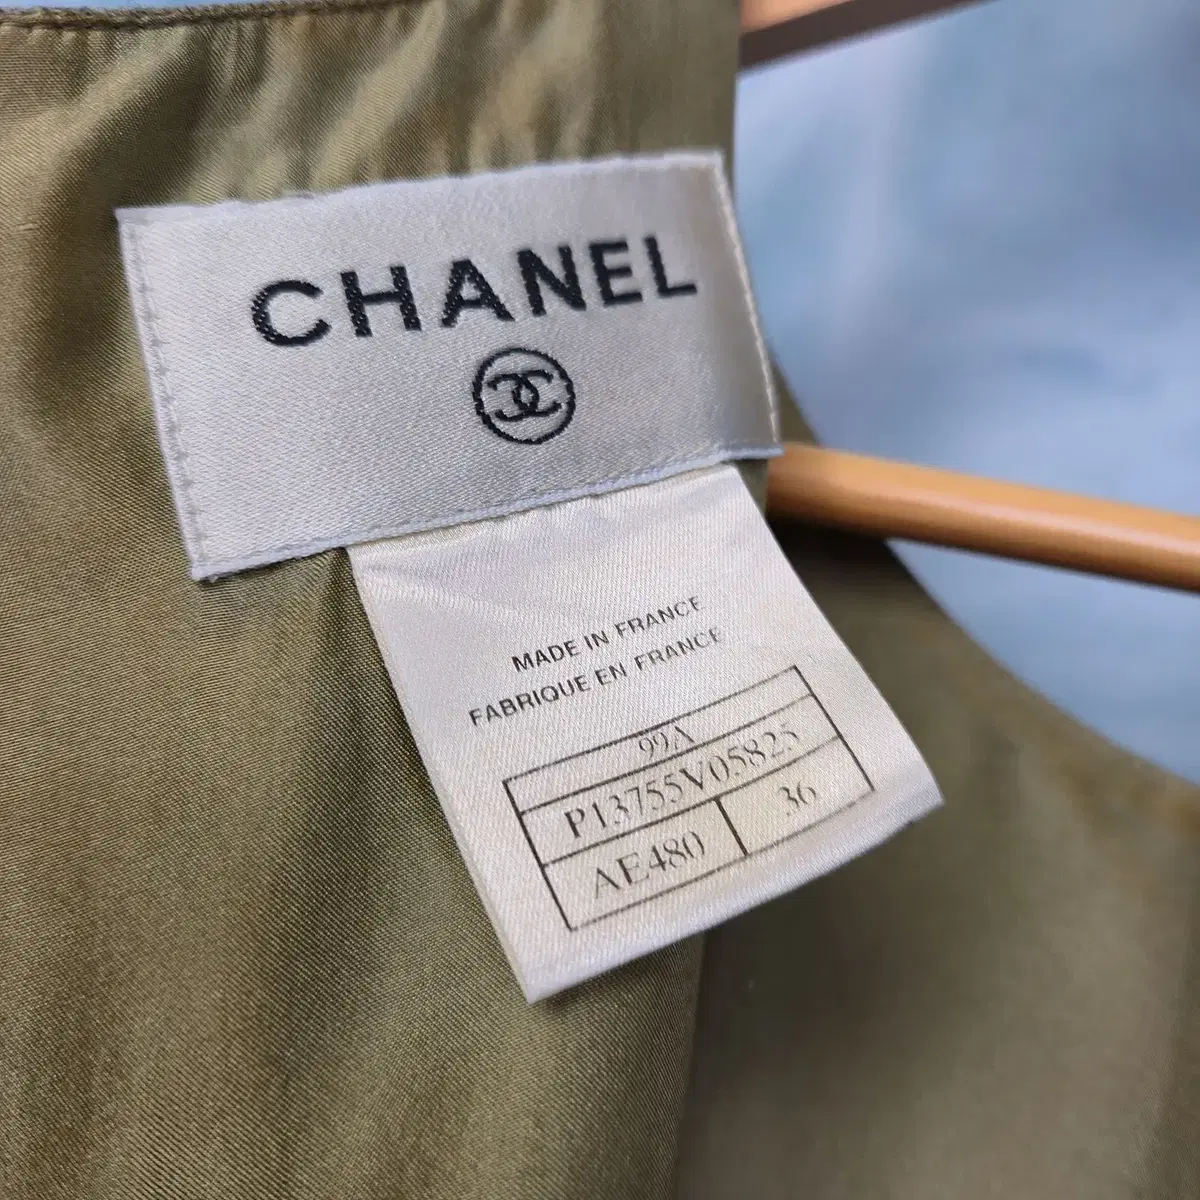 CHANEL
MADE IN FRANCE
FABRIQUE EN FRANCE
99A
P13755V05825
AE480 36